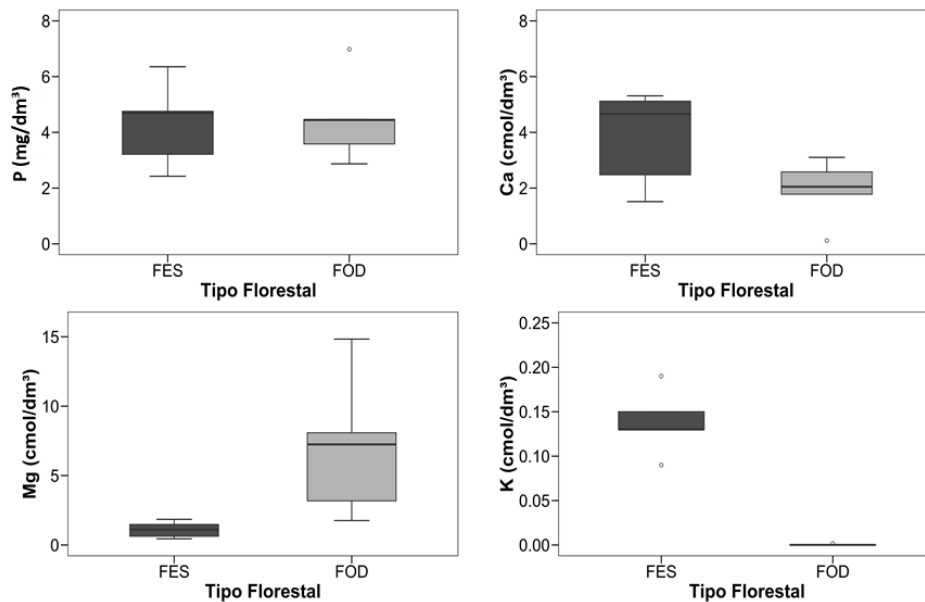 P (mg/dm³)
8
6
4
2
0
FES FOD
Tipo Florestal
Ca (cmol/dm³)
8
6
4
2
0
FES FOD
Tipo Florestal
Mg (cmol/dm³)
15
10
5
0
FES FOD
Tipo Florestal
K (cmol/dm³)
0.25
0.20
0.15
0.10
0.05
0.00
FES FOD
Tipo Florestal